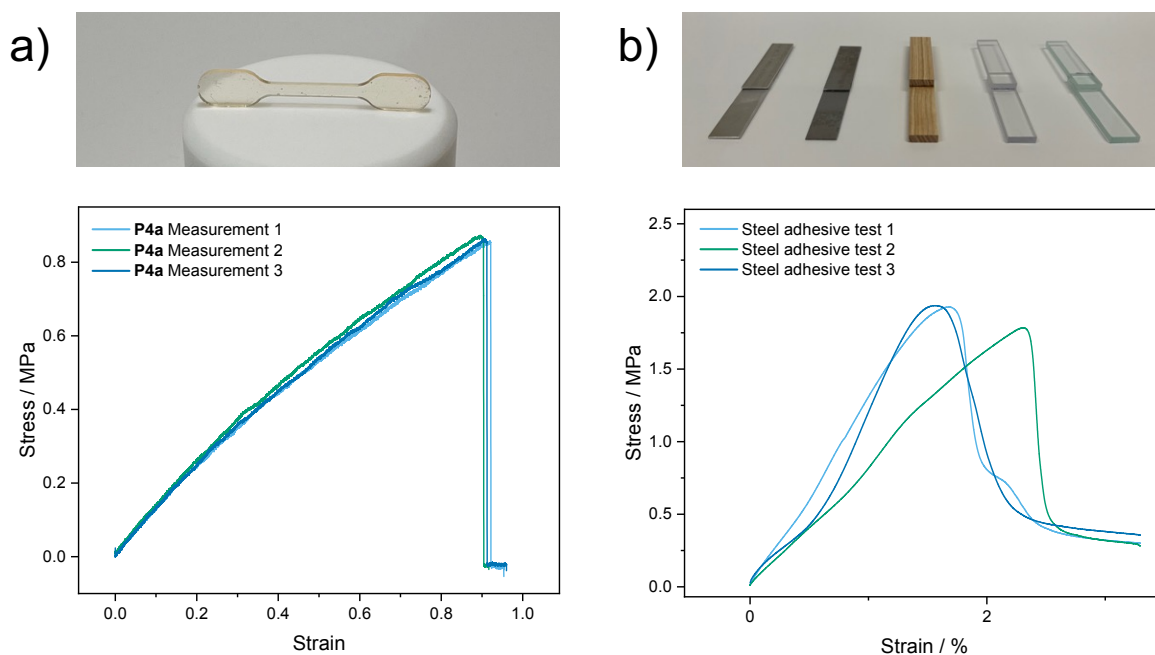 a)
P4a Measurement 1
P4a Measurement 2
P4a Measurement 3
0.8
0.6
0.4
0.2
0.0
Stress / MPa
0.0 0.2 0.4 0.6 0.8 1.0
Strain
b)
Steel adhesive test 1
Steel adhesive test 2
Steel adhesive test 3
2.5
2.0
1.5
1.0
0.5
0.0
Stress / MPa
0 2
Strain / %